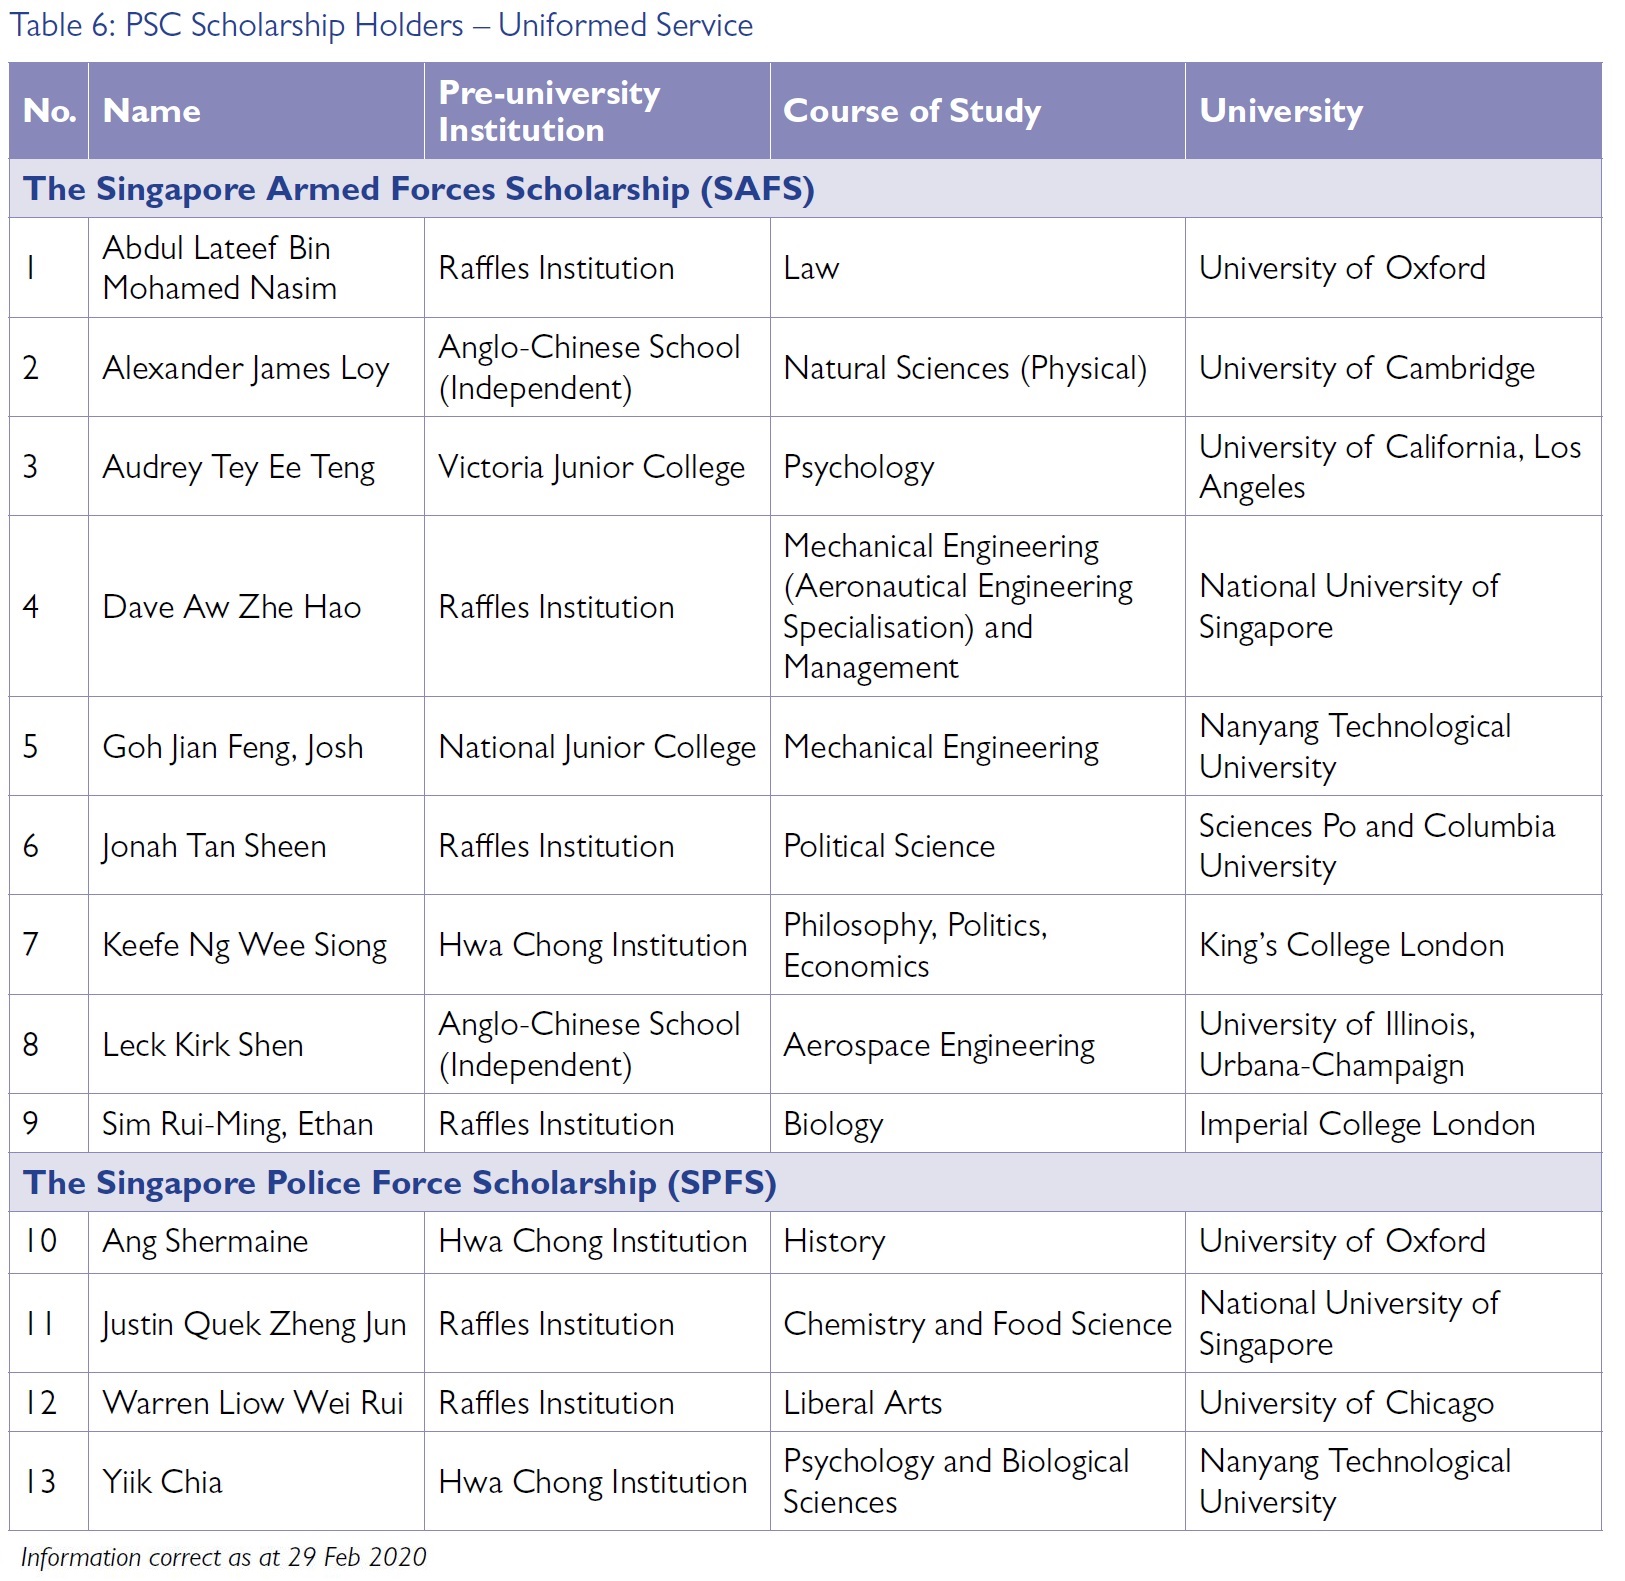 Table 6: PSC Scholarship Holders – Uniformed Service
No. Name Pre-university Institution Course of Study University
The Singapore Armed Forces Scholarship (SAFS)
1 Abdul Lateef Bin Mohamed Nasim Raffles Institution Law University of Oxford
2 Alexander James Loy Anglo-Chinese School (Independent) Natural Sciences (Physical) University of Cambridge
3 Audrey Tey Ee Teng Victoria Junior College Psychology University of California, Los Angeles
4 Dave Aw Zhe Hao Raffles Institution Mechanical Engineering (Aeronautical Engineering Specialisation) and Management National University of Singapore
5 Goh Jian Feng, Josh National Junior College Mechanical Engineering Nanyang Technological University
6 Jonah Tan Sheen Raffles Institution Political Science Sciences Po and Columbia University
7 Keefe Ng Wee Siong Hwa Chong Institution Philosophy, Politics, Economics King's College London
8 Leck Kirk Shen Anglo-Chinese School (Independent) Aerospace Engineering University of Illinois, Urbana-Champaign
9 Sim Rui-Ming, Ethan Raffles Institution Biology Imperial College London
The Singapore Police Force Scholarship (SPFS)
10 Ang Shermaine Hwa Chong Institution History University of Oxford
11 Justin Quek Zheng Jun Raffles Institution Chemistry and Food Science National University of Singapore
12 Warren Liow Wei Rui Raffles Institution Liberal Arts University of Chicago
13 Yiik Chia Hwa Chong Institution Psychology and Biological Sciences Nanyang Technological University
Information correct as at 29 Feb 2020